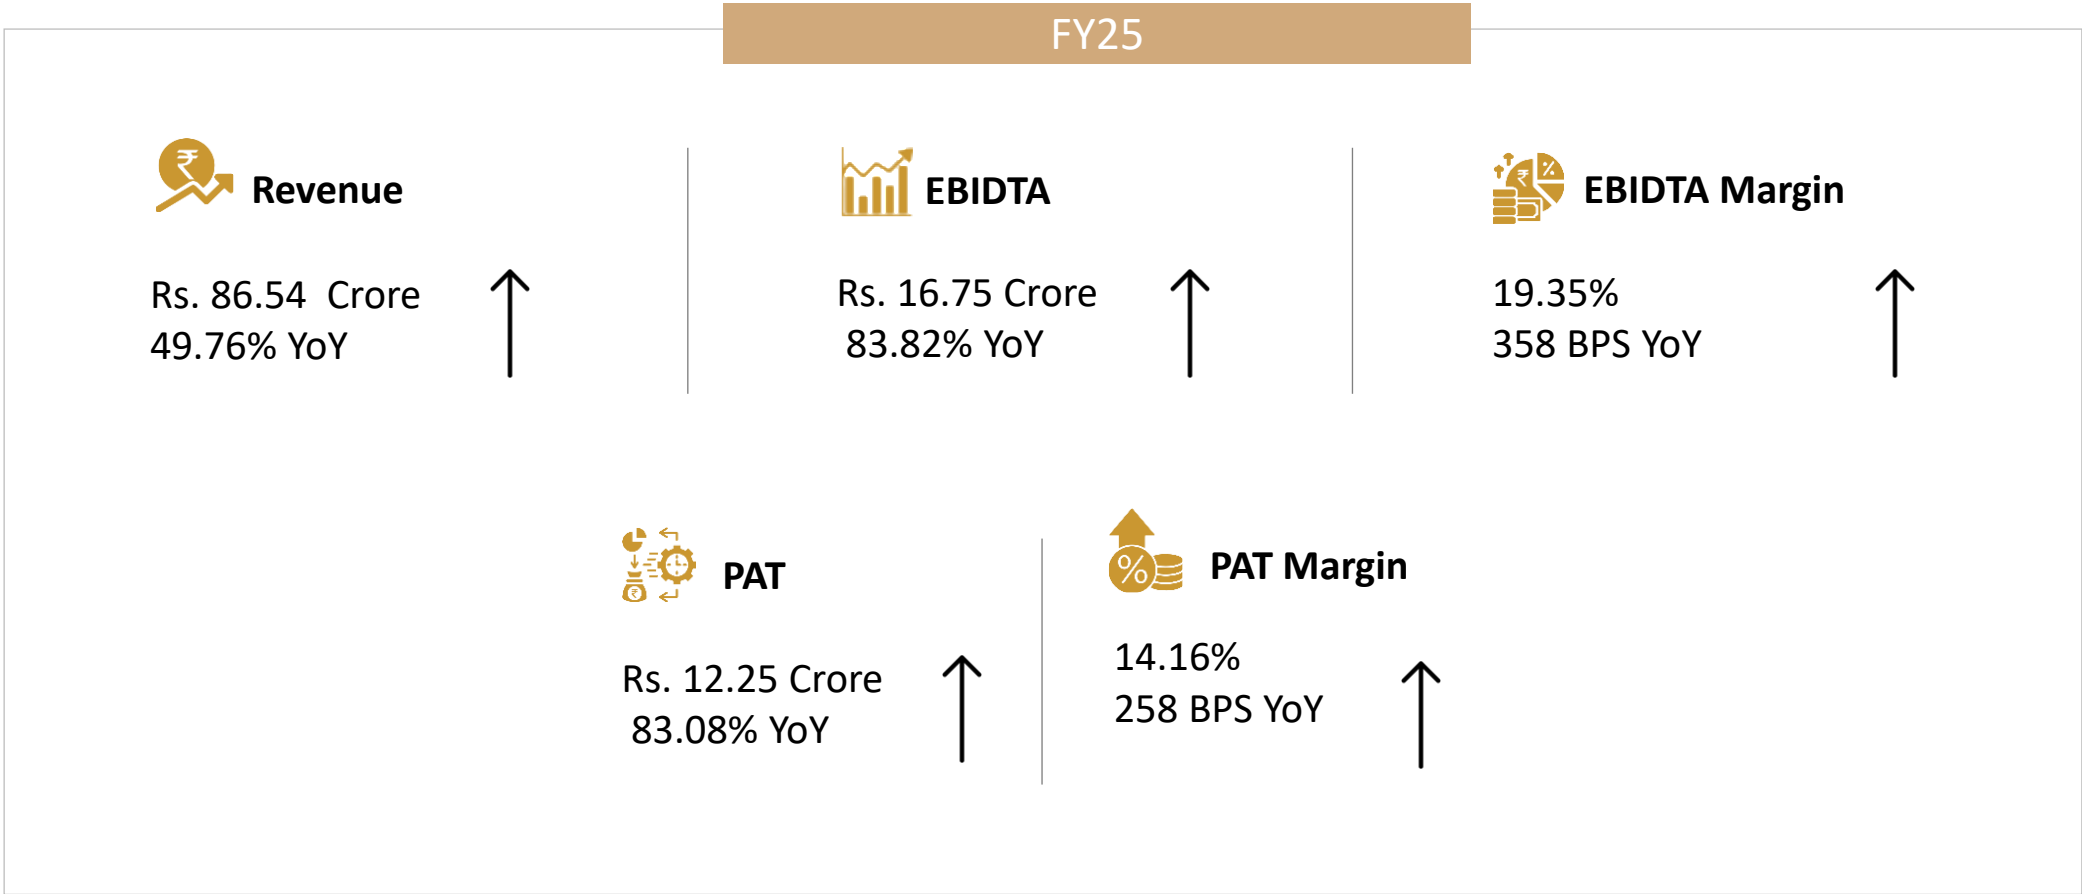 FY25
Revenue
Rs. 86.54  Crore
49.76% YoY
EBIDTA
Rs. 16.75 Crore
83.82% YoY
EBIDTA Margin
19.35%
358 BPS YoY
PAT
Rs. 12.25 Crore
83.08% YoY
PAT Margin
14.16%
258 BPS YoY